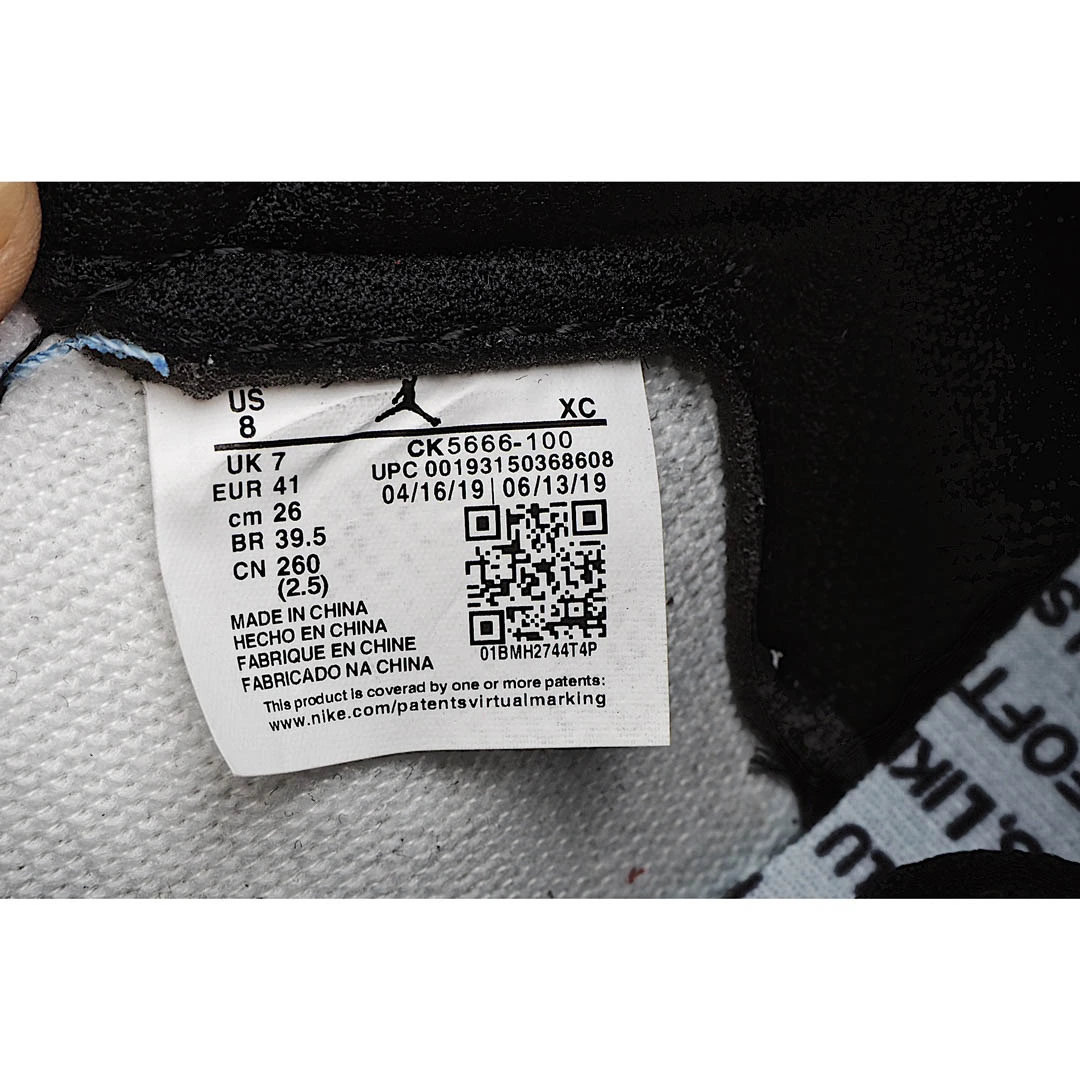 US
8
XC
CK5666-100
UK 7
UPC 00193150368608
EUR 41
04/16/19 | 06/13/19
cm 26
BR 39.5
CN 260
(2.5)
MADE IN CHINA
HECHO EN CHINA
FABRIQUE EN CHINE
FABRICADO NA CHINA
01BMH2744T4P
This product is coverad by one or more patents:
www.nike.com/patentsvirtualmarking